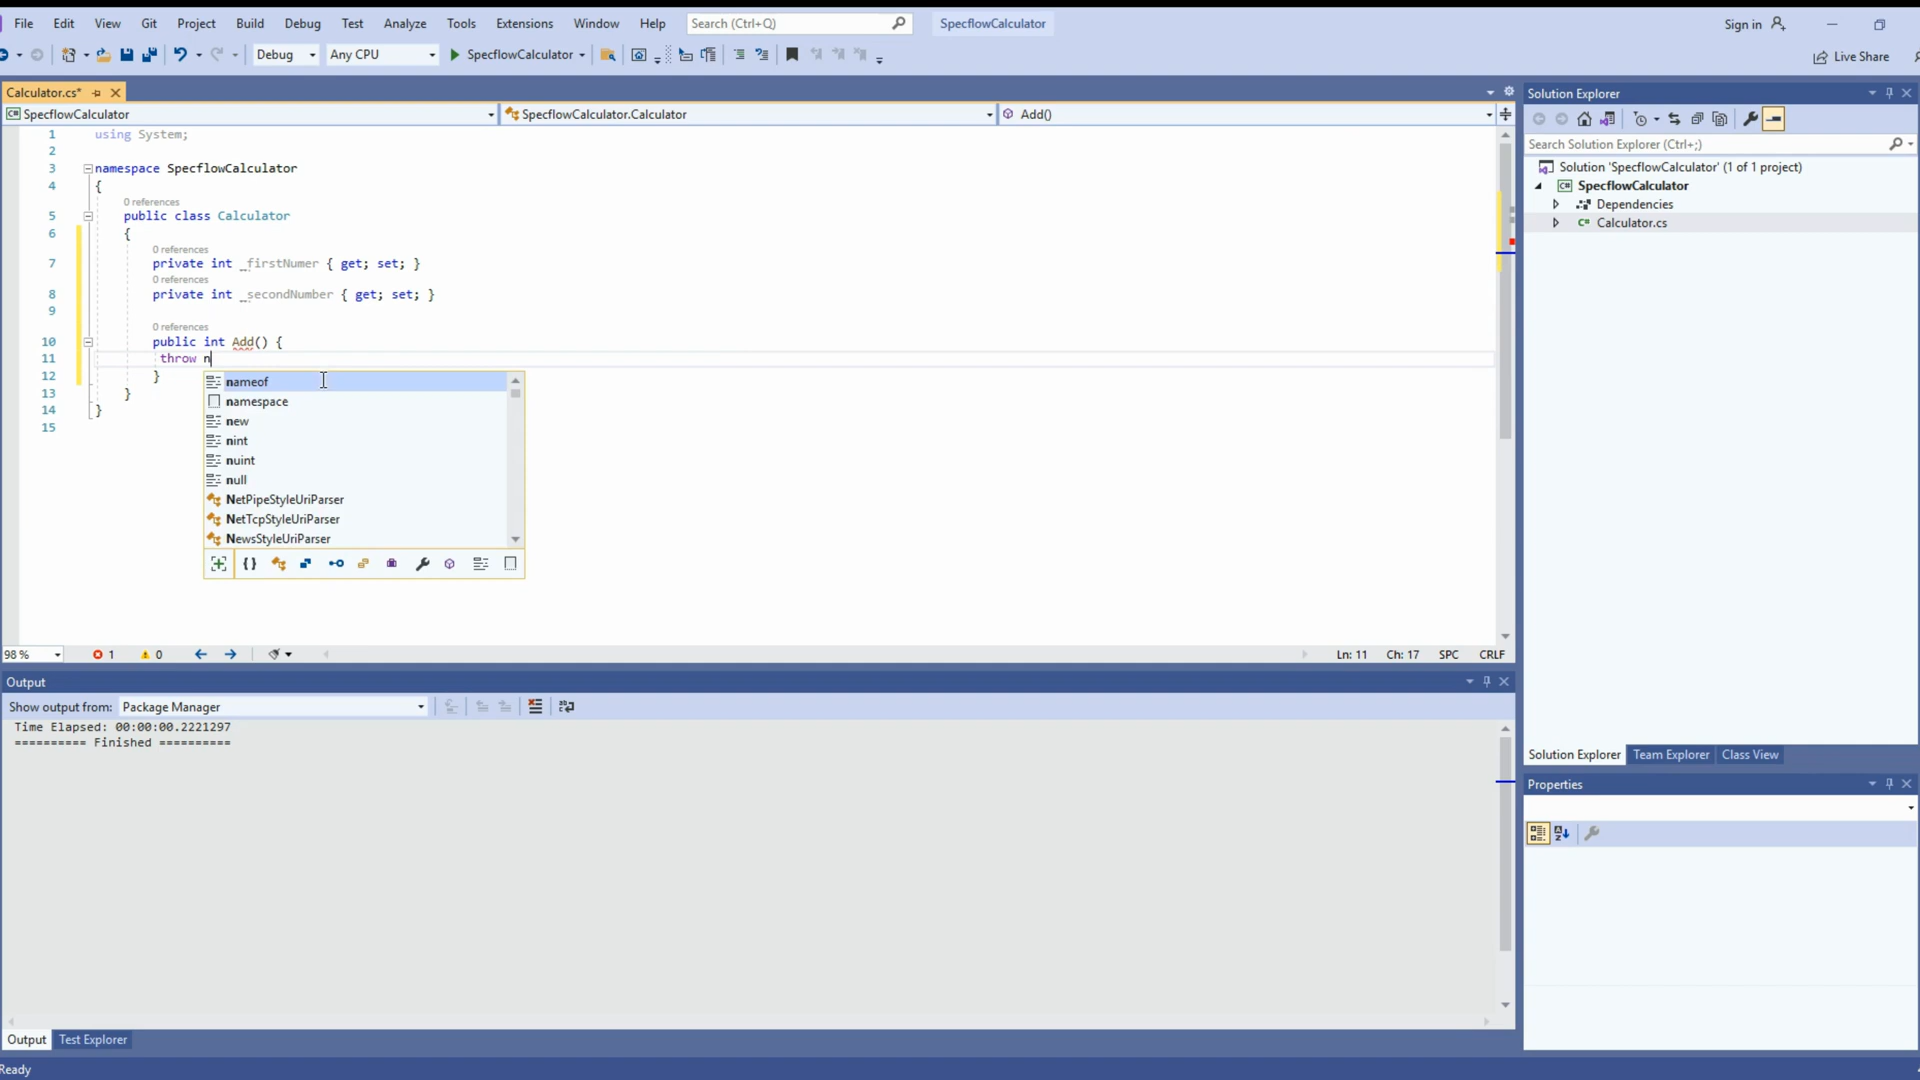 File Edit View Git Project Build Debug Test Analyze Tools Extensions Window Help Search (Ctrl+Q) SpecflowCalculator Sign in
Debug Any CPU SpecflowCalculator Live Share
Calculator.cs*
SpecflowCalculator SpecflowCalculator.Calculator Add()
1 using System;
2
3 namespace SpecflowCalculator
4 {
0 references
5 public class Calculator
6 {
0 references
7 private int _firstNumer { get; set; }
0 references
8 private int _secondNumber { get; set; }
9
0 references
10 public int Add() {
11 throw n
12 }
13 }
14 }
15
nameof
namespace
new
nint
nuint
null
NetPipeStyleUriParser
NetTcpStyleUriParser
NewsStyleUriParser
98 % 1 0 Ln: 11 Ch: 17 SPC CRLF
Output
Show output from: Package Manager
Time Elapsed: 00:00:00.2221297
========== Finished ==========
Output Test Explorer
Ready
Solution Explorer
Search Solution Explorer (Ctrl+;)
Solution 'SpecflowCalculator' (1 of 1 project)
SpecflowCalculator
Dependencies
Calculator.cs
Solution Explorer Team Explorer Class View
Properties